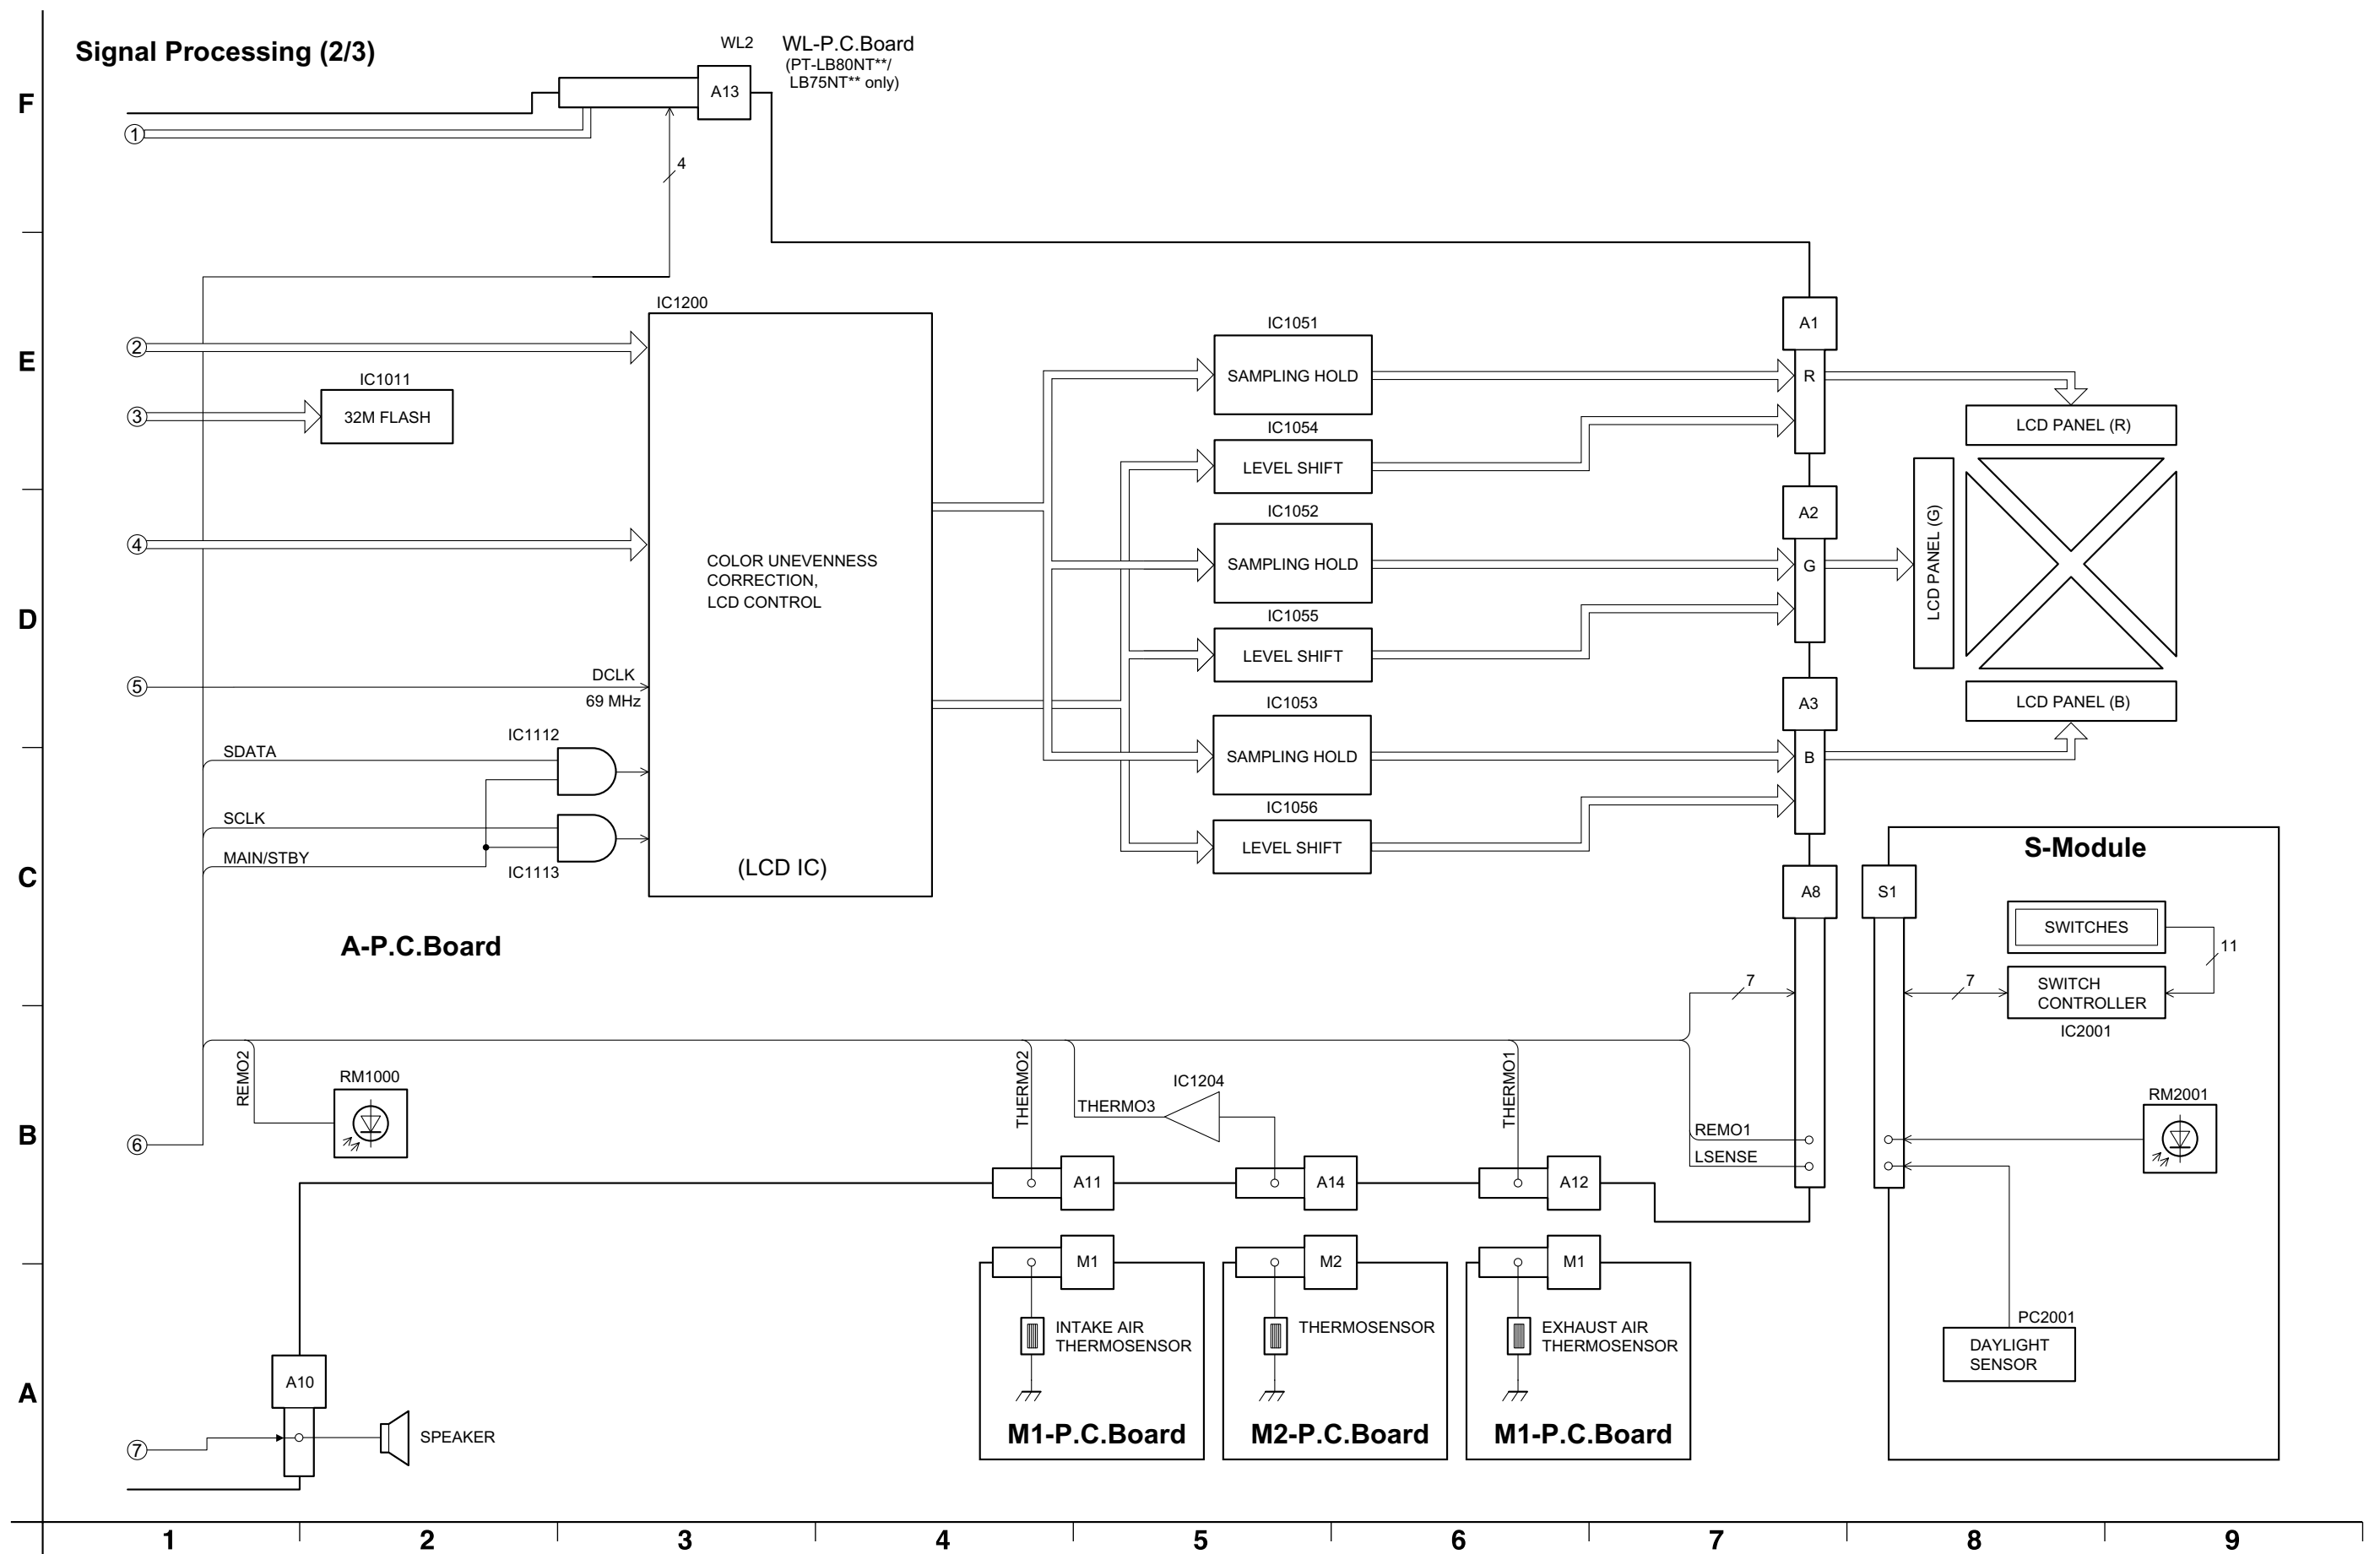 Signal Processing (2/3)
WL2
WL-P.C.Board
(PT-LB80NT**/
LB75NT** only)
A13
F
1
4
IC1200
IC1051
A1
2
E
SAMPLING HOLD
R
IC1011
3
32M FLASH
IC1054
LCD PANEL (R)
LEVEL SHIFT
IC1052
A2
4
COLOR UNEVENNESS
CORRECTION,
LCD CONTROL
SAMPLING HOLD
G
LCD PANEL (G)
D
IC1055
LEVEL SHIFT
5
DCLK
69 MHz
IC1053
A3
LCD PANEL (B)
IC1112
SDATA
SAMPLING HOLD
B
SCLK
IC1056
MAIN/STBY
LEVEL SHIFT
S-Module
IC1113
(LCD IC)
C
A8
S1
A-P.C.Board
SWITCHES
11
7
7
SWITCH
CONTROLLER
IC2001
REMO2
RM1000
THERMO2
THERMO3
IC1204
THERMO1
RM2001
B
6
REMO1
LSENSE
A11
A14
A12
M1
M2
M1
INTAKE AIR
THERMOSENSOR
THERMOSENSOR
EXHAUST AIR
THERMOSENSOR
PC2001
DAYLIGHT
SENSOR
A
A10
7
SPEAKER
M1-P.C.Board
M2-P.C.Board
M1-P.C.Board
1
2
3
4
5
6
7
8
9